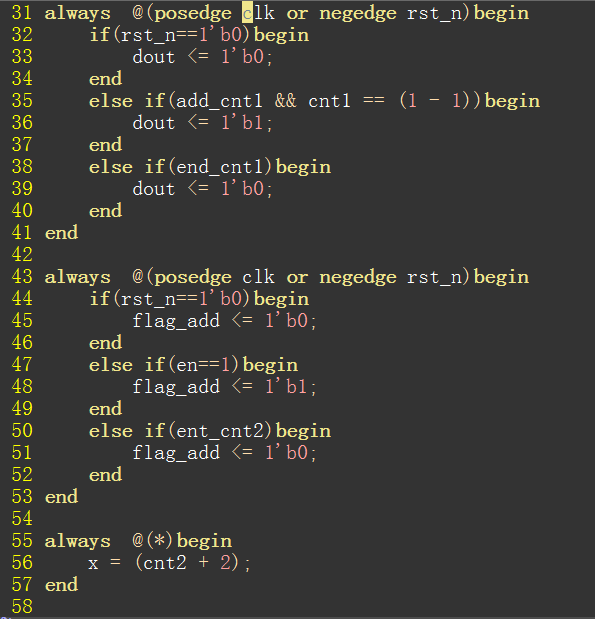 31 always  @(posedge clk or negedge rst_n)begin
32     if(rst_n==1'b0)begin
33         dout <= 1'b0;
34     end
35     else if(add_cnt1 && cnt1 == (1 - 1))begin
36         dout <= 1'b1;
37     end
38     else if(end_cnt1)begin
39         dout <= 1'b0;
40     end
41 end
42
43 always  @(posedge clk or negedge rst_n)begin
44     if(rst_n==1'b0)begin
45         flag_add <= 1'b0;
46     end
47     else if(en==1)begin
48         flag_add <= 1'b1;
49     end
50     else if(ent_cnt2)begin
51         flag_add <= 1'b0;
52     end
53 end
54
55 always  @(*)begin
56     x = (cnt2 + 2);
57 end
58